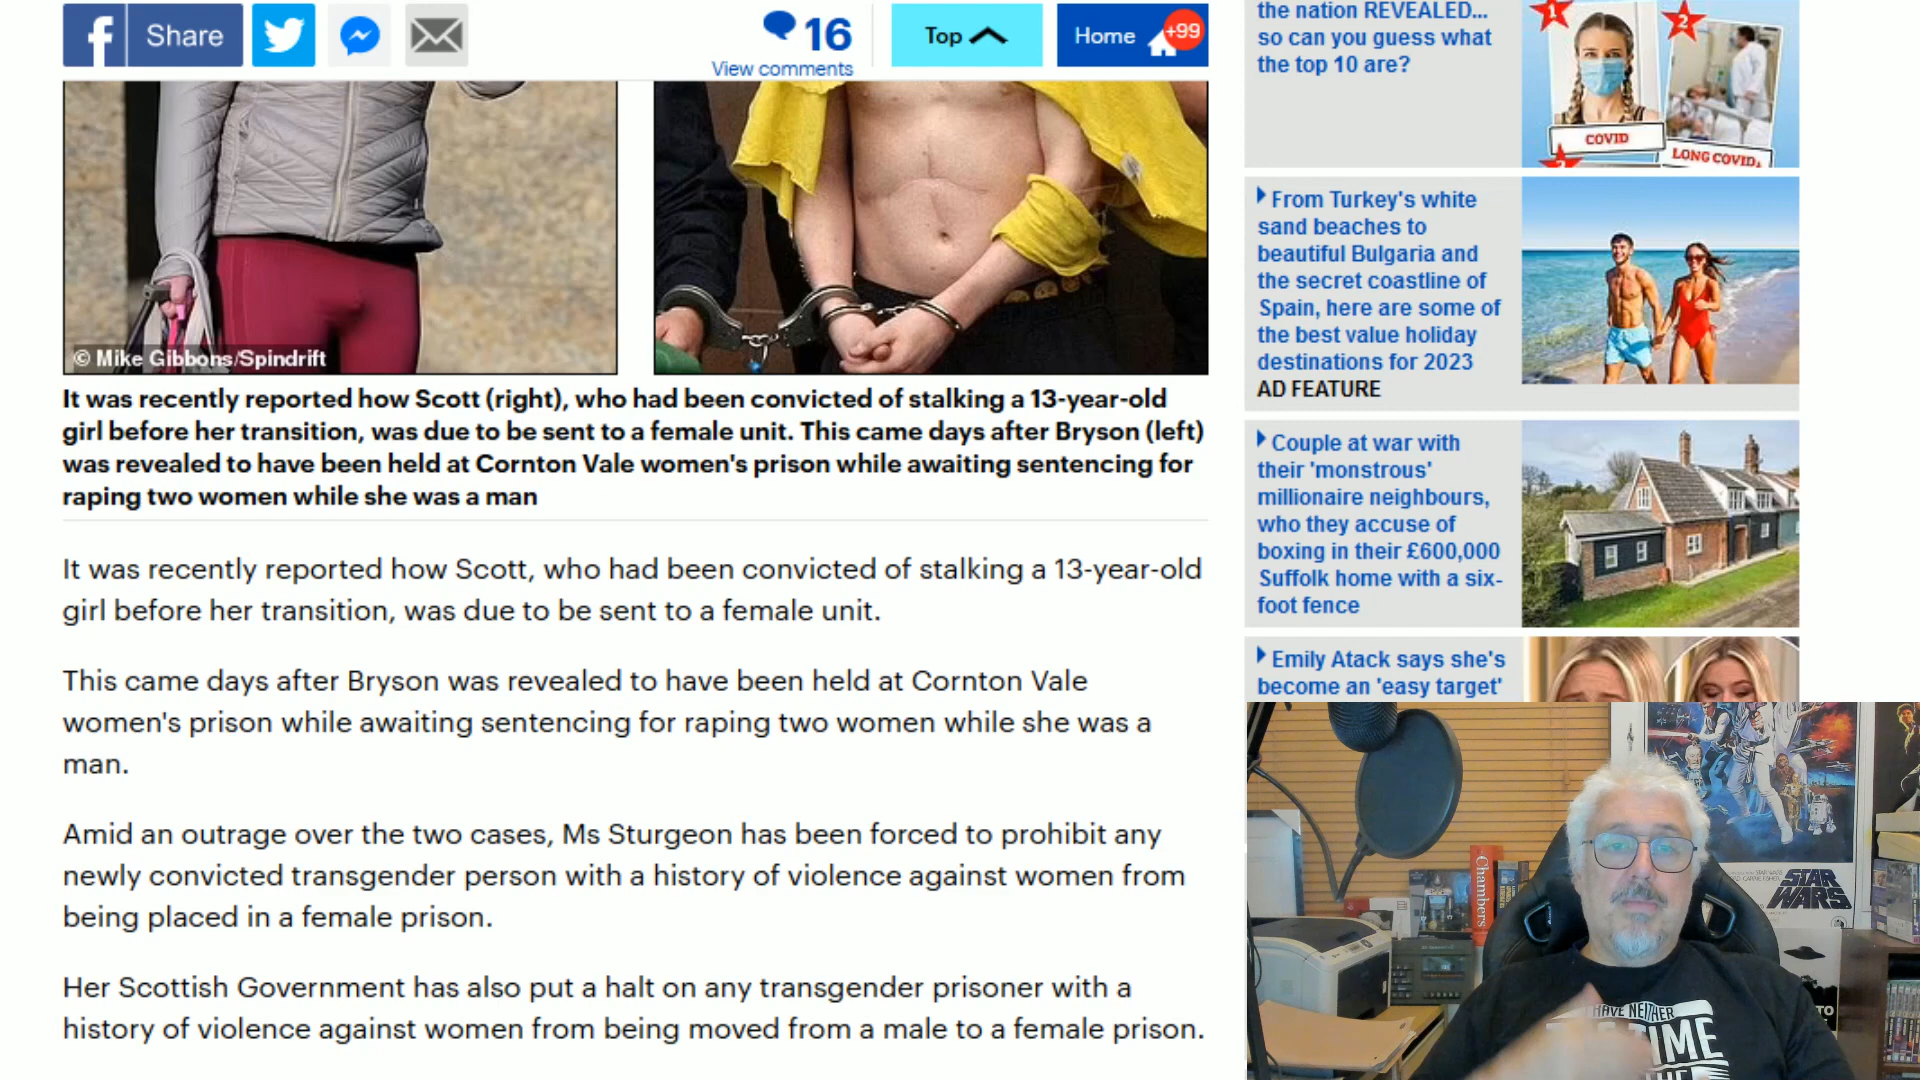 Share
16
View comments
Top
Home
+99
© Mike Gibbons/Spindrift
It was recently reported how Scott (right), who had been convicted of stalking a 13-year-old
girl before her transition, was due to be sent to a female unit. This came days after Bryson (left)
was revealed to have been held at Cornton Vale women's prison while awaiting sentencing for
raping two women while she was a man
It was recently reported how Scott, who had been convicted of stalking a 13-year-old
girl before her transition, was due to be sent to a female unit.
This came days after Bryson was revealed to have been held at Cornton Vale
women's prison while awaiting sentencing for raping two women while she was a
man.
Amid an outrage over the two cases, Ms Sturgeon has been forced to prohibit any
newly convicted transgender person with a history of violence against women from
being placed in a female prison.
Her Scottish Government has also put a halt on any transgender prisoner with a
history of violence against women from being moved from a male to a female prison.
the nation REVEALED...
so can you guess what
the top 10 are?
1
2
COVID
LONG COVID
From Turkey's white
sand beaches to
beautiful Bulgaria and
the secret coastline of
Spain, here are some of
the best value holiday
destinations for 2023
AD FEATURE
Couple at war with
their 'monstrous'
millionaire neighbours,
who they accuse of
boxing in their £600,000
Suffolk home with a six-
foot fence
Emily Atack says she's
become an 'easy target'
Chambers
STAR
WARS
HAVE NEITHER
TIME